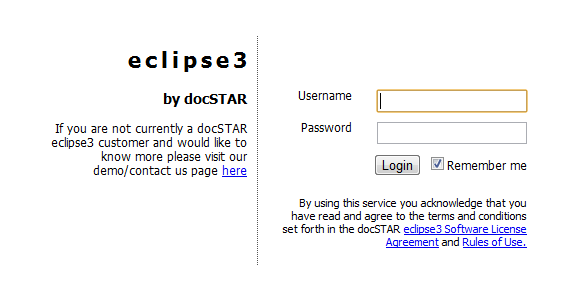 eclipse3
by docSTAR
If you are not currently a docSTAR
eclipse3 customer and would like to
know more please visit our
demo/contact us page here
Username
Password
Login
Remember me
By using this service you acknowledge that you
have read and agree to the terms and conditions
set forth in the docSTAR eclipse3 Software License
Agreement and Rules of Use.